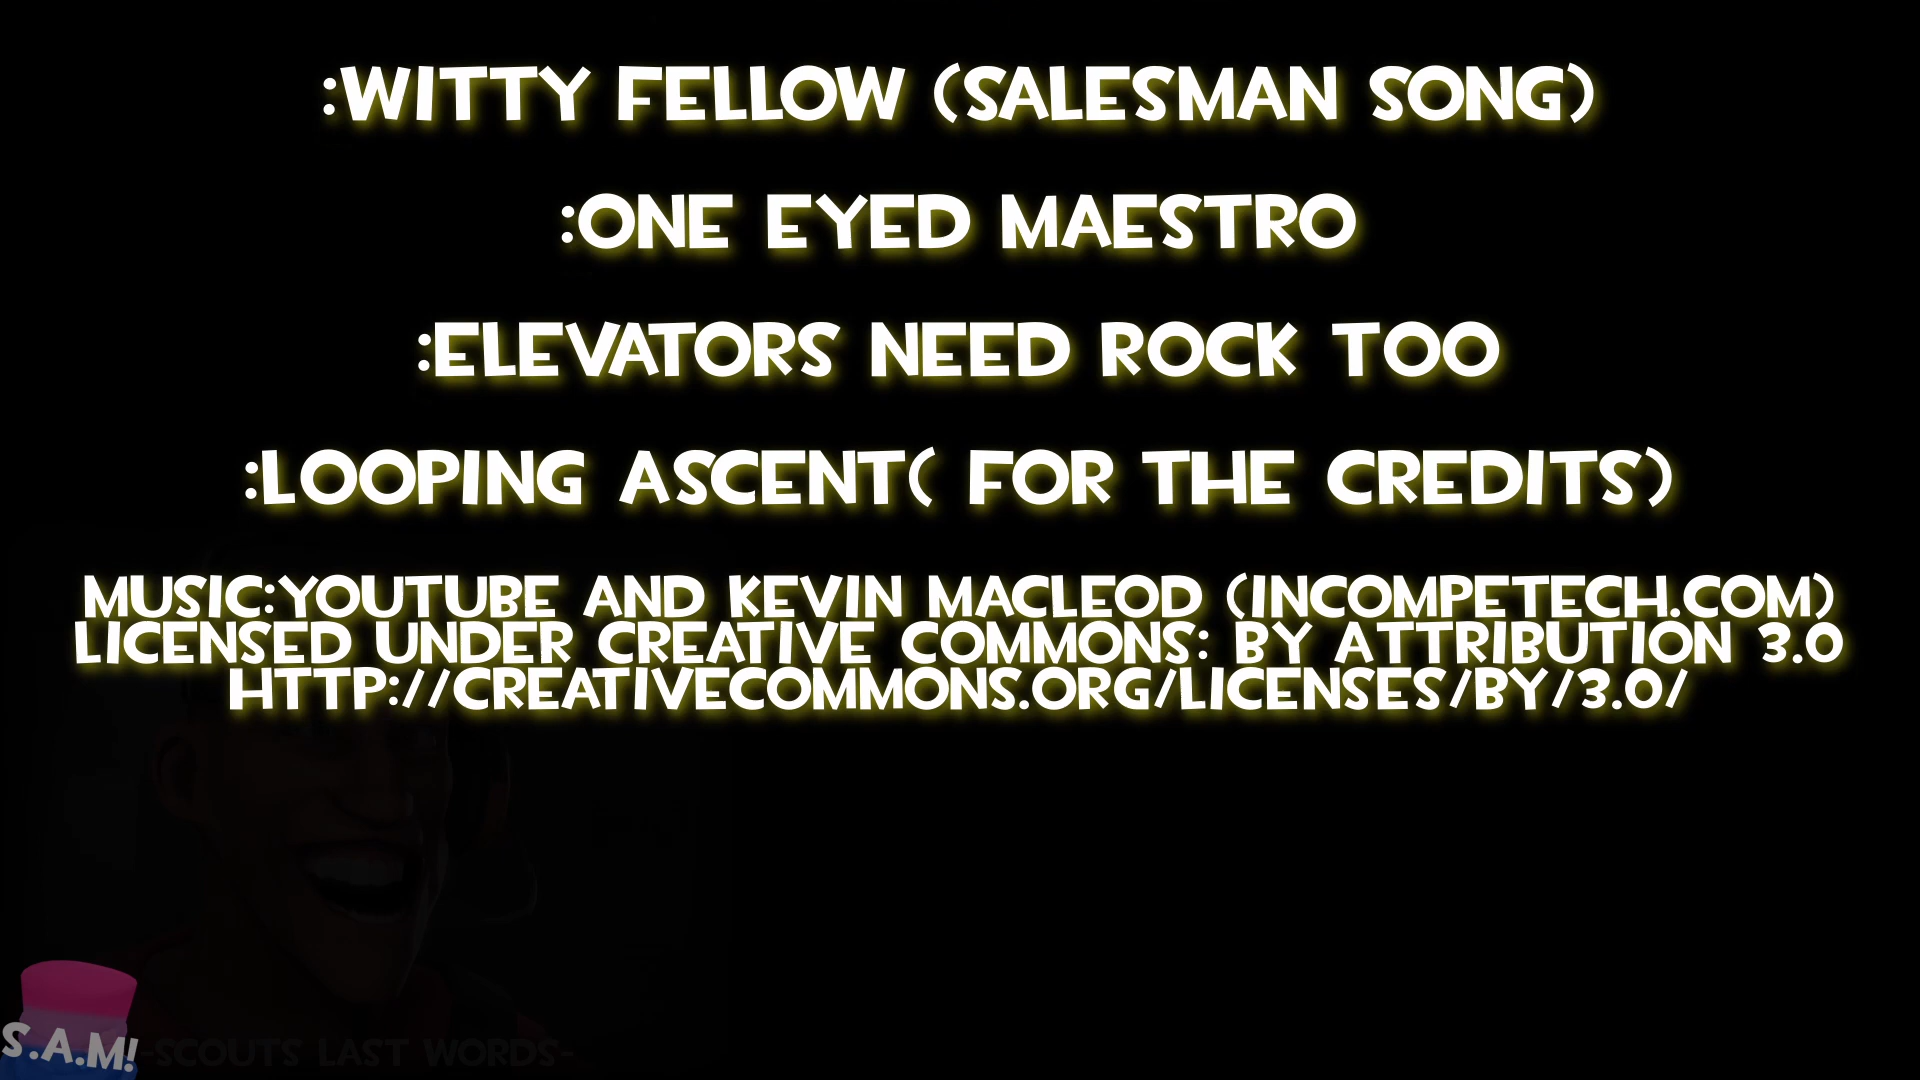 :WITTY FELLOW (SALESMAN SONG)
:ONE EYED MAESTRO
:ELEVATORS NEED ROCK TOO
:LOOPING ASCENT( FOR THE CREDITS)
MUSIC:YOUTUBE AND KEVIN MACLEOD (INCOMPETECH.COM)
LICENSED UNDER CREATIVE COMMONS: BY ATTRIBUTION 3.0
HTTP://CREATIVECOMMONS.ORG/LICENSES/BY/3.0/
S.A.M! -SCOUTS LAST WORDS-